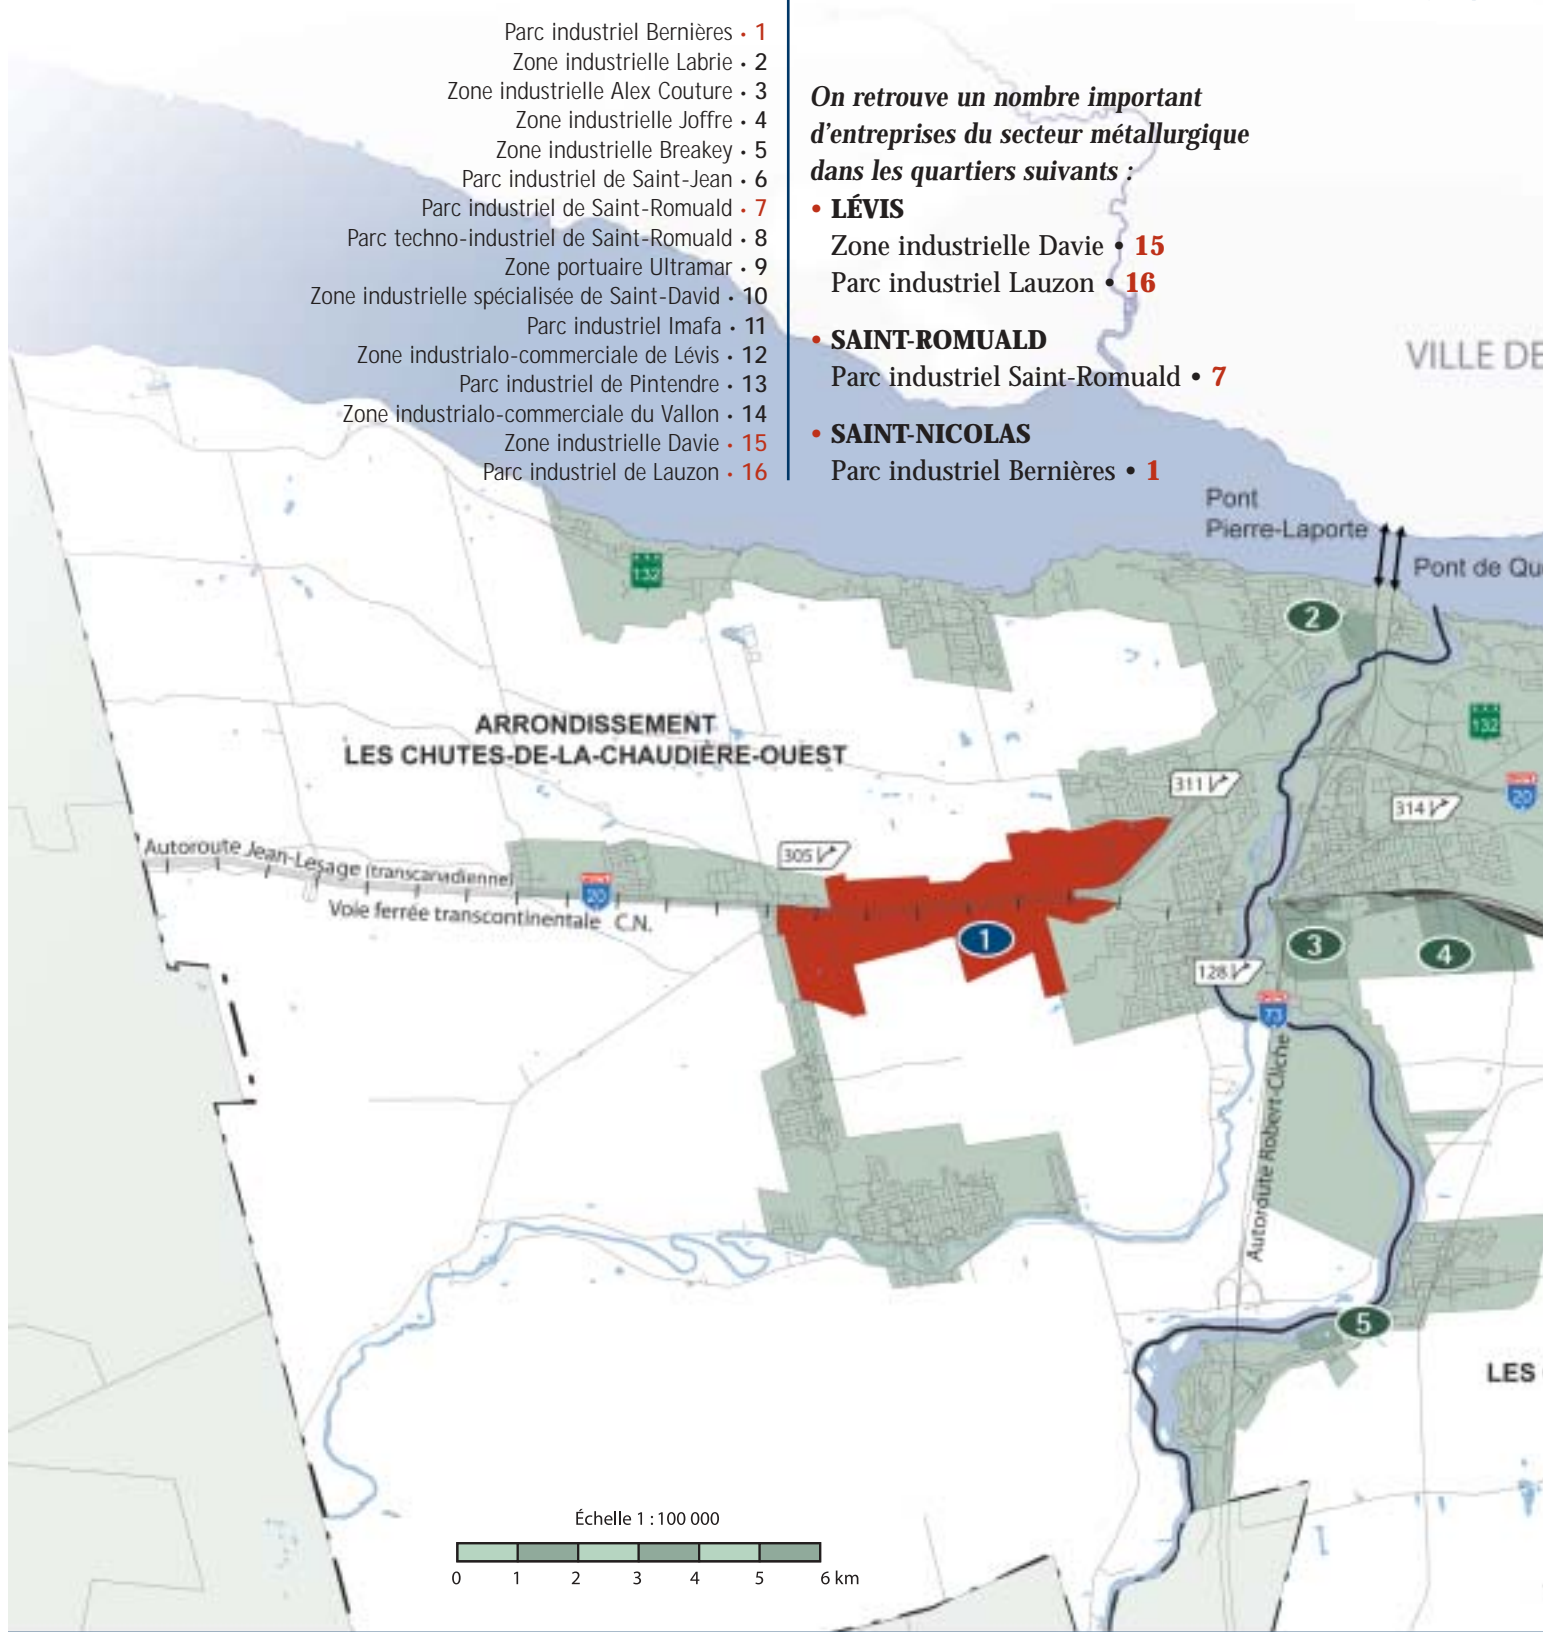 Parc industriel Bernières • 1
Zone industrielle Labrie • 2
Zone industrielle Alex Couture • 3
Zone industrielle Joffre • 4
Zone industrielle Breakey • 5
Parc industriel de Saint-Jean • 6
Parc industriel de Saint-Romuald • 7
Parc techno-industriel de Saint-Romuald • 8
Zone portuaire Ultramar • 9
Zone industrielle spécialisée de Saint-David • 10
Parc industriel Imafa • 11
Zone industrialo-commerciale de Lévis • 12
Parc industriel de Pintendre • 13
Zone industrialo-commerciale du Vallon • 14
Zone industrielle Davie • 15
Parc industriel de Lauzon • 16
On retrouve un nombre important
d'entreprises du secteur métallurgique
dans les quartiers suivants :
• LÉVIS
Zone industrielle Davie • 15
Parc industriel Lauzon • 16
• SAINT-ROMUALD
Parc industriel Saint-Romuald • 7
• SAINT-NICOLAS
Parc industriel Bernières • 1
VILLE DE
Pont
Pierre-Laporte
Pont de Qu
132
2
132
ARRONDISSEMENT
LES CHUTES-DE-LA-CHAUDIÈRE-OUEST
311
20
314
305
Autoroute Jean-Lesage (transcanadienne)
20
Voie ferrée transcontinentale C.N.
1
3
4
128
73
Autoroute Robert-Cliche
5
LES
Échelle 1 : 100 000
0 1 2 3 4 5 6 km